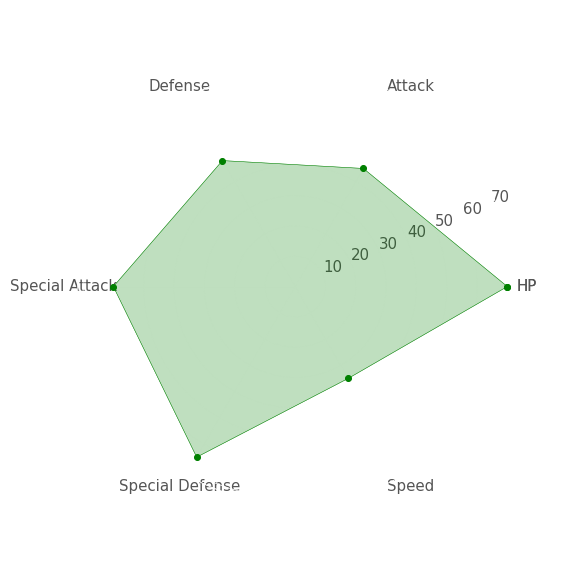 Defense
Attack
70
60
50
40
30
20
10
Special Attack
HP
Special Defense
Speed